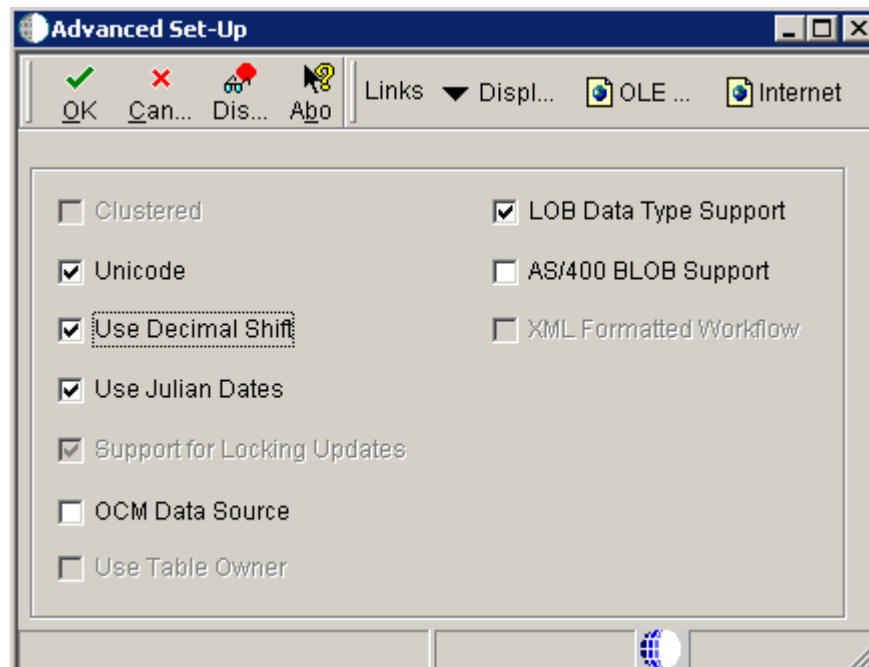 Advanced Set-Up
OK Can... Dis... Abo Links Displ... OLE ... Internet
Clustered
LOB Data Type Support
Unicode
AS/400 BLOB Support
Use Decimal Shift
XML Formatted Workflow
Use Julian Dates
Support for Locking Updates
OCM Data Source
Use Table Owner